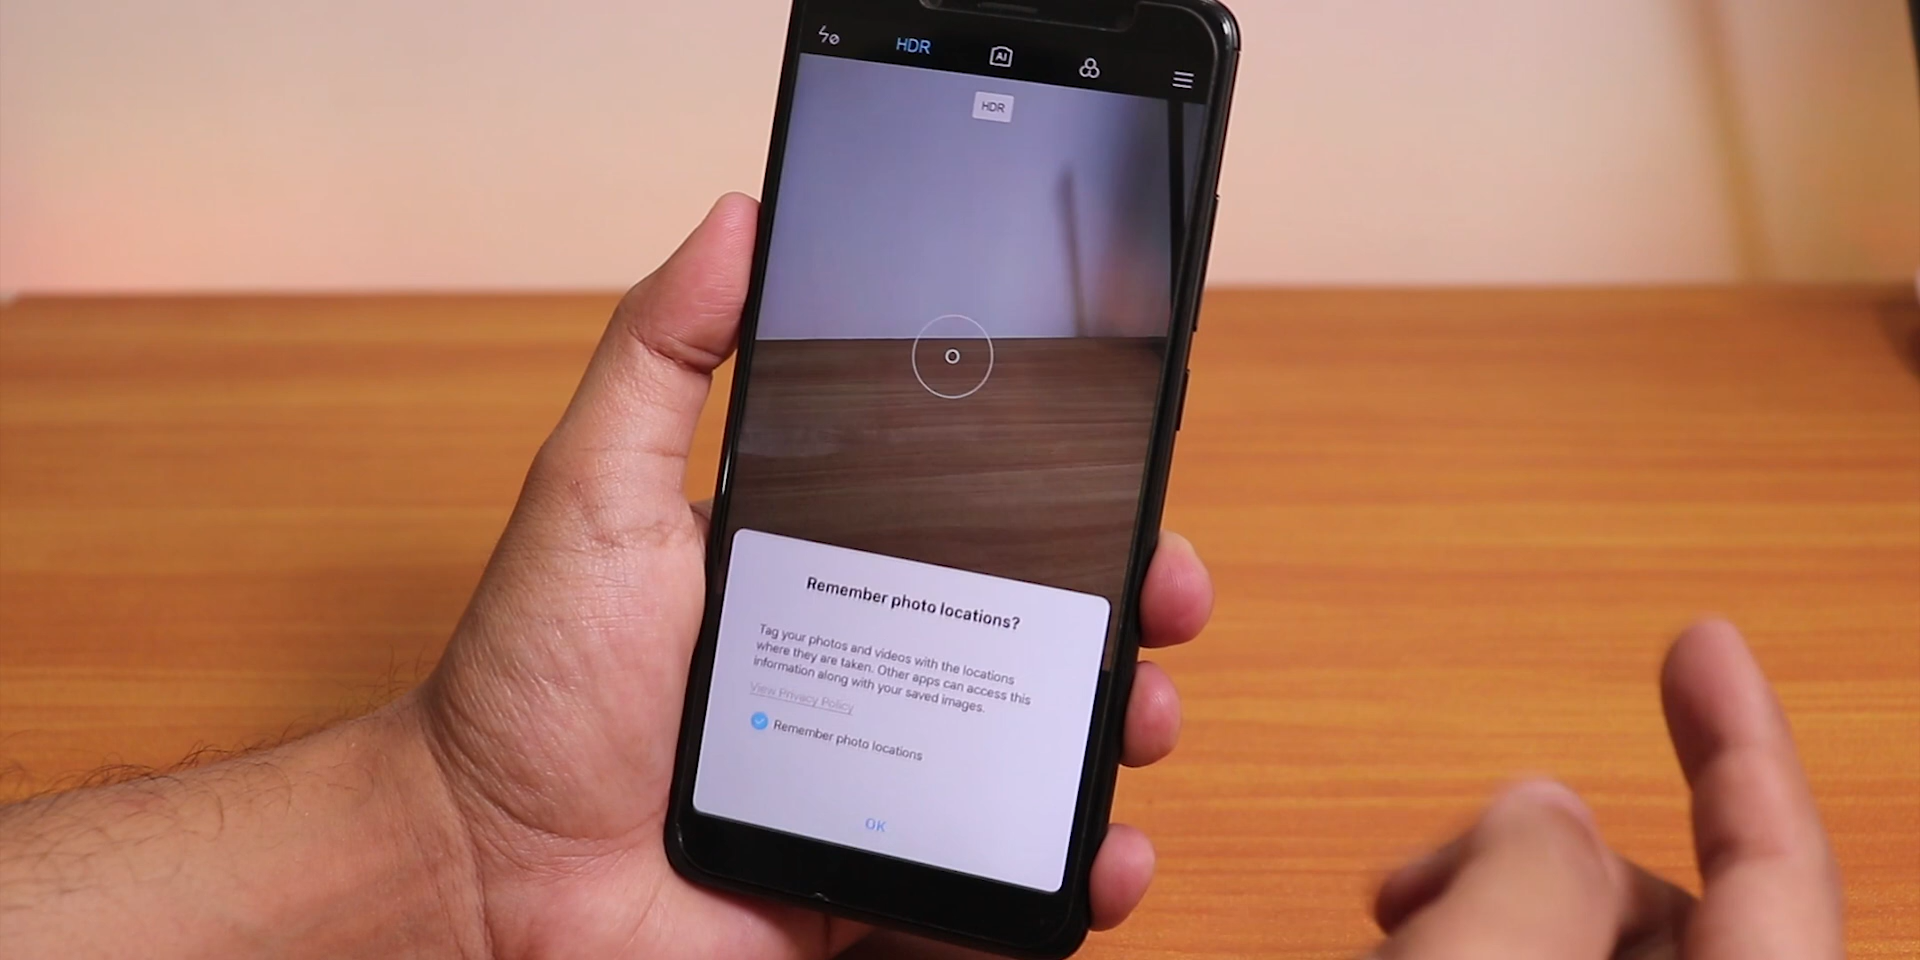 HDR
AI
HDR
Remember photo locations?
Tag your photos and videos with the locations
where they are taken. Other apps can access this
information along with your saved images.
View Privacy Policy
Remember photo locations
OK